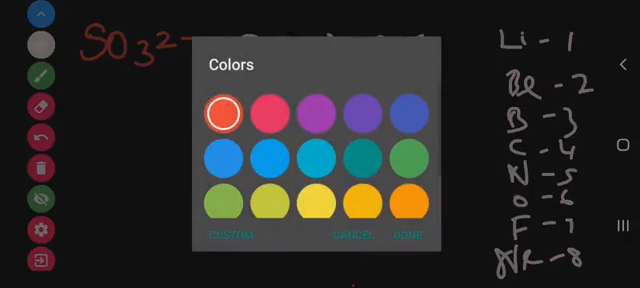 SO3 2-
Colors
CUSTOM
CANCEL
DONE
Li - 1
Be - 2
B - 3
C - 4
N - 5
O - 6
F - 7
Ne - 8